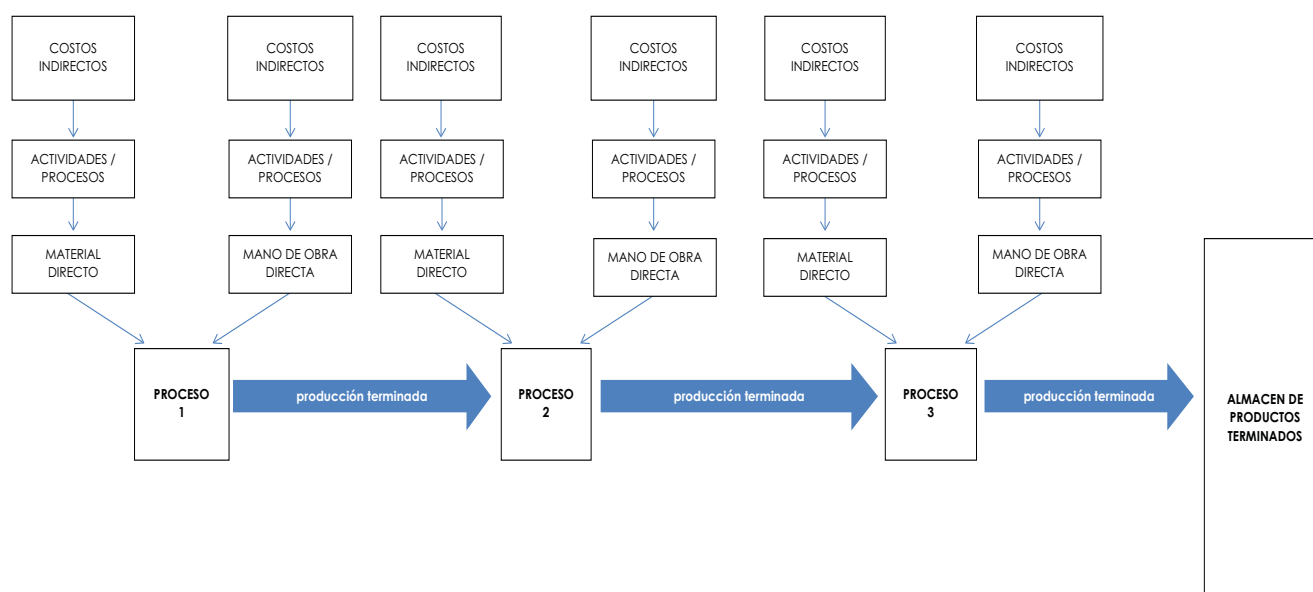 COSTOS
INDIRECTOS
COSTOS
INDIRECTOS
COSTOS
INDIRECTOS
COSTOS
INDIRECTOS
COSTOS
INDIRECTOS
COSTOS
INDIRECTOS
ACTIVIDADES /
PROCESOS
ACTIVIDADES /
PROCESOS
ACTIVIDADES /
PROCESOS
ACTIVIDADES /
PROCESOS
ACTIVIDADES /
PROCESOS
ACTIVIDADES /
PROCESOS
MATERIAL
DIRECTO
MANO DE OBRA
DIRECTA
MATERIAL
DIRECTO
MANO DE OBRA
DIRECTA
MATERIAL
DIRECTO
MANO DE OBRA
DIRECTA
PROCESO
1
producción terminada
PROCESO
2
producción terminada
PROCESO
3
producción terminada
ALMACEN DE
PRODUCTOS
TERMINADOS